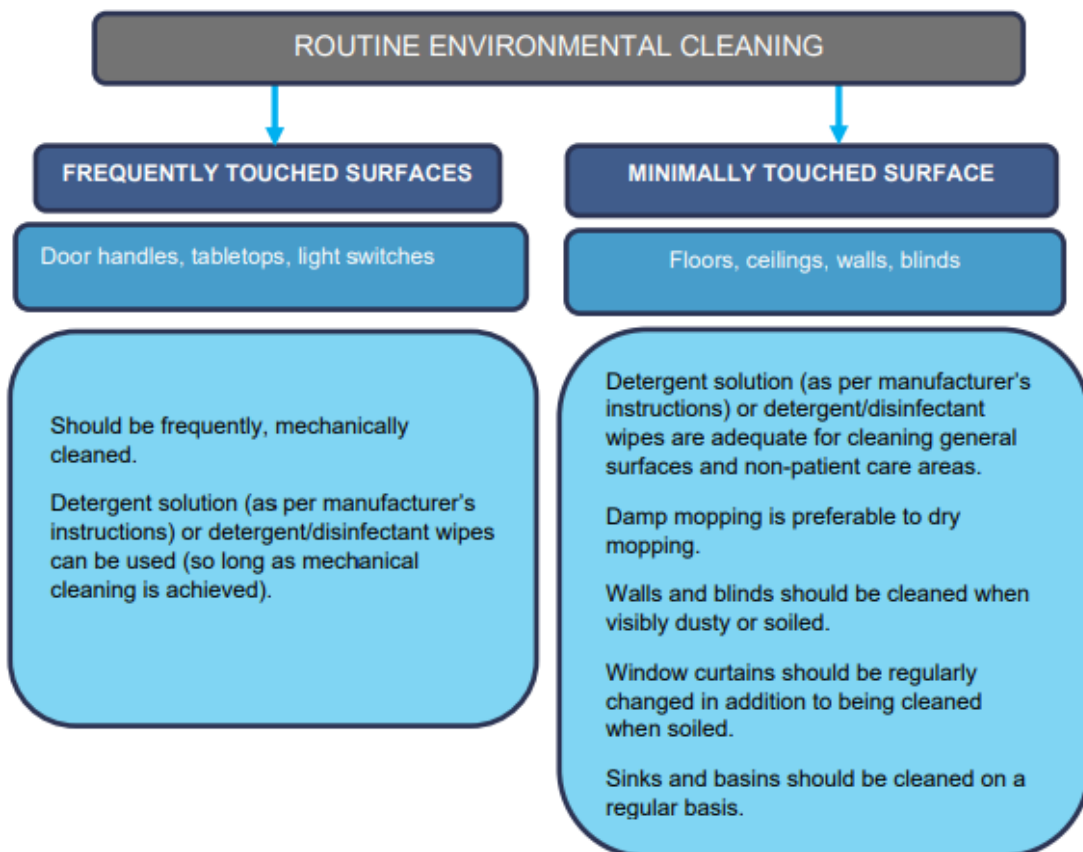 ROUTINE ENVIRONMENTAL CLEANING
FREQUENTLY TOUCHED SURFACES
Door handles, tabletops, light switches
Should be frequently, mechanically
cleaned.
Detergent solution (as per manufacturer's
instructions) or detergent/disinfectant wipes
can be used (so long as mechanical
cleaning is achieved).
MINIMALLY TOUCHED SURFACE
Floors, ceilings, walls, blinds
Detergent solution (as per manufacturer's
instructions) or detergent/disinfectant
wipes are adequate for cleaning general
surfaces and non-patient care areas.
Damp mopping is preferable to dry
mopping.
Walls and blinds should be cleaned when
visibly dusty or soiled.
Window curtains should be regularly
changed in addition to being cleaned
when soiled.
Sinks and basins should be cleaned on a
regular basis.